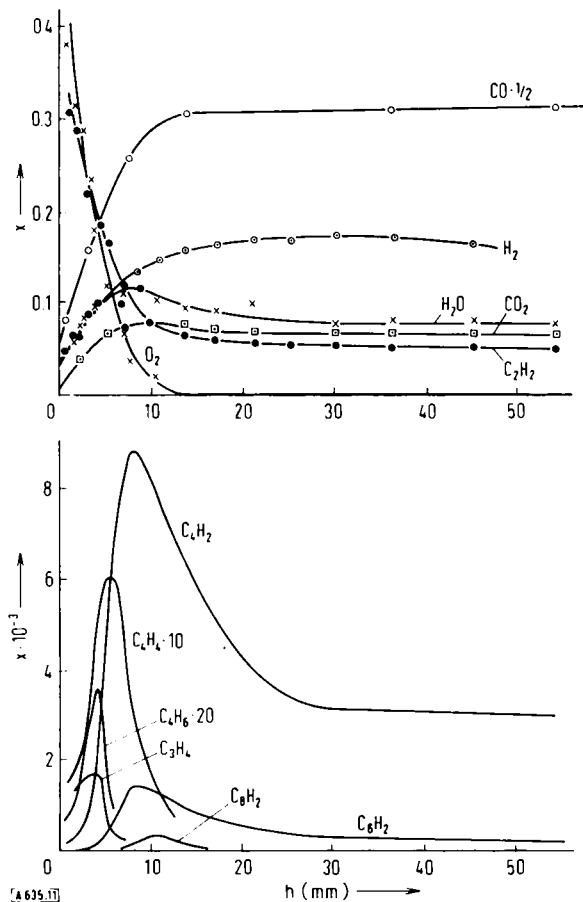 0.4
0.3
0.2
0.1
0
x
CO·1/2
H₂
H₂O
CO₂
C₂H₂
O₂
0 10 20 30 40 50
8
6
4
2
0
x·10⁻³
C₄H₂
C₄H₄·10
C₄H₆·20
C₃H₄
C₈H₂
C₆H₂
0 10 20 30 40 50
h (mm)
A 635.11